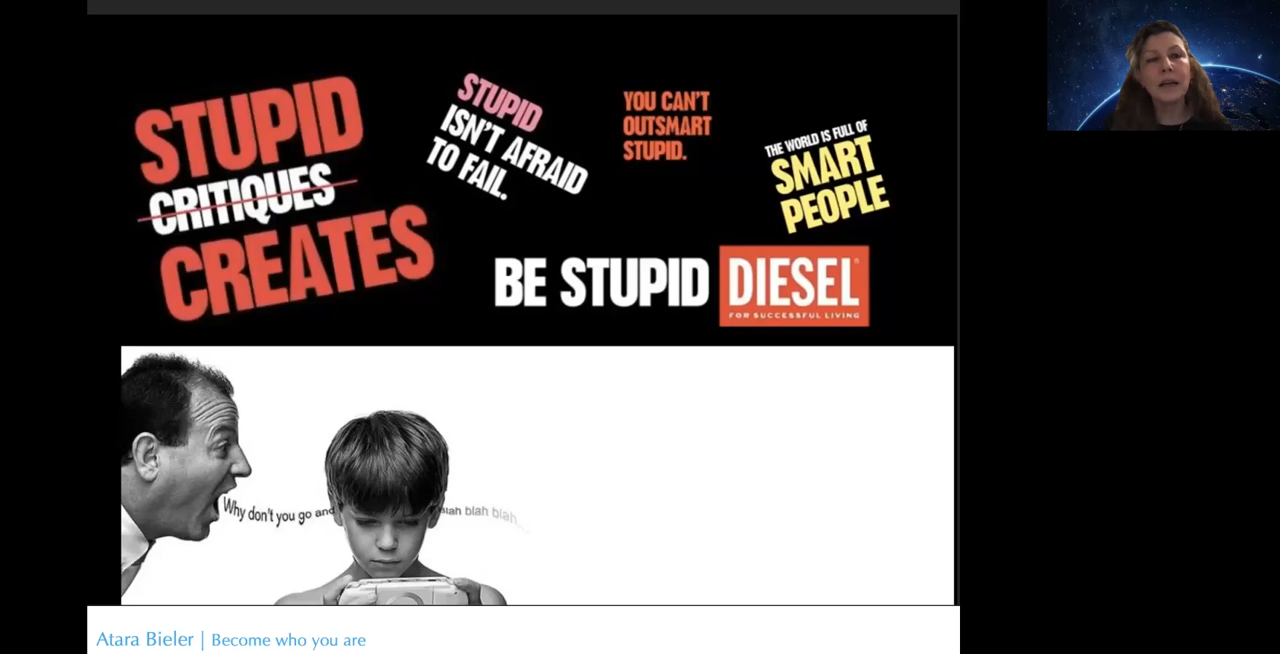 STUPID
CRITIQUES
CREATES
STUPID
ISN'T AFRAID
TO FAIL.
YOU CAN'T
OUTSMART
STUPID.
THE WORLD IS FULL OF
SMART
PEOPLE
BE STUPID DIESEL
FOR SUCCESSFUL LIVING
Why don't you go and blah blah blah...
Atara Bieler | Become who you are